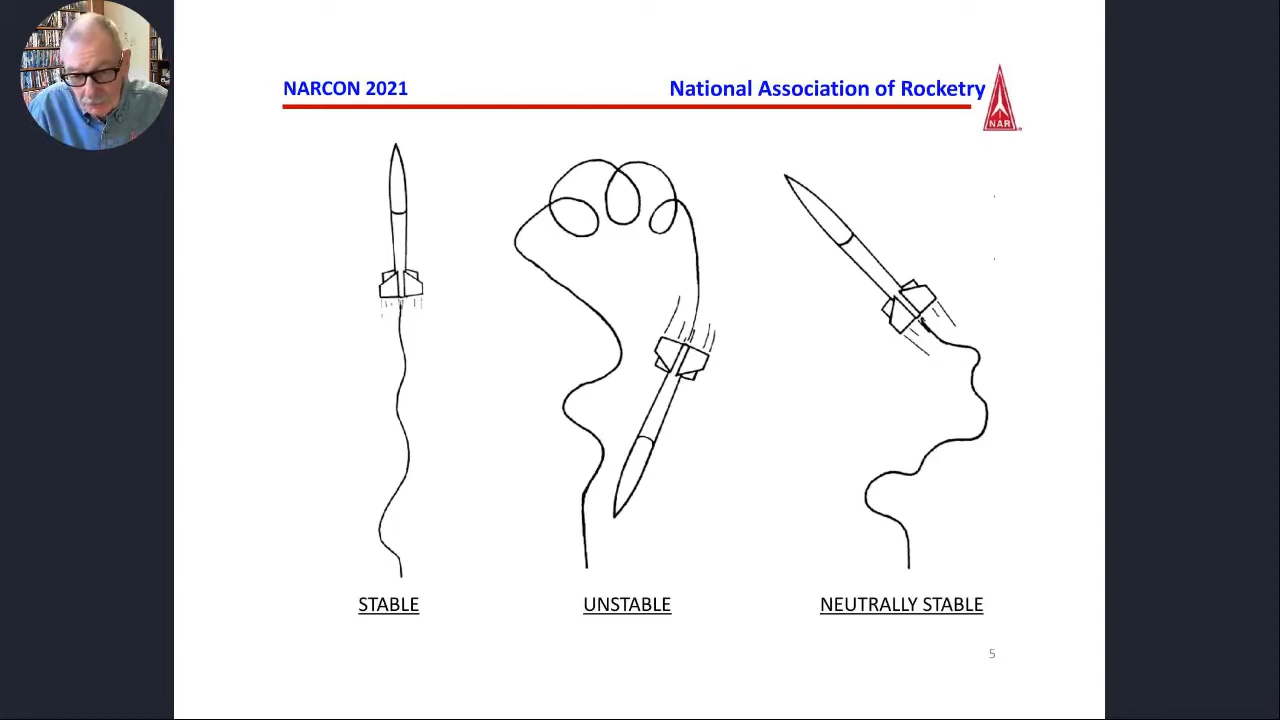 NARCON 2021
National Association of Rocketry
NAR
STABLE
UNSTABLE
NEUTRALLY STABLE
5